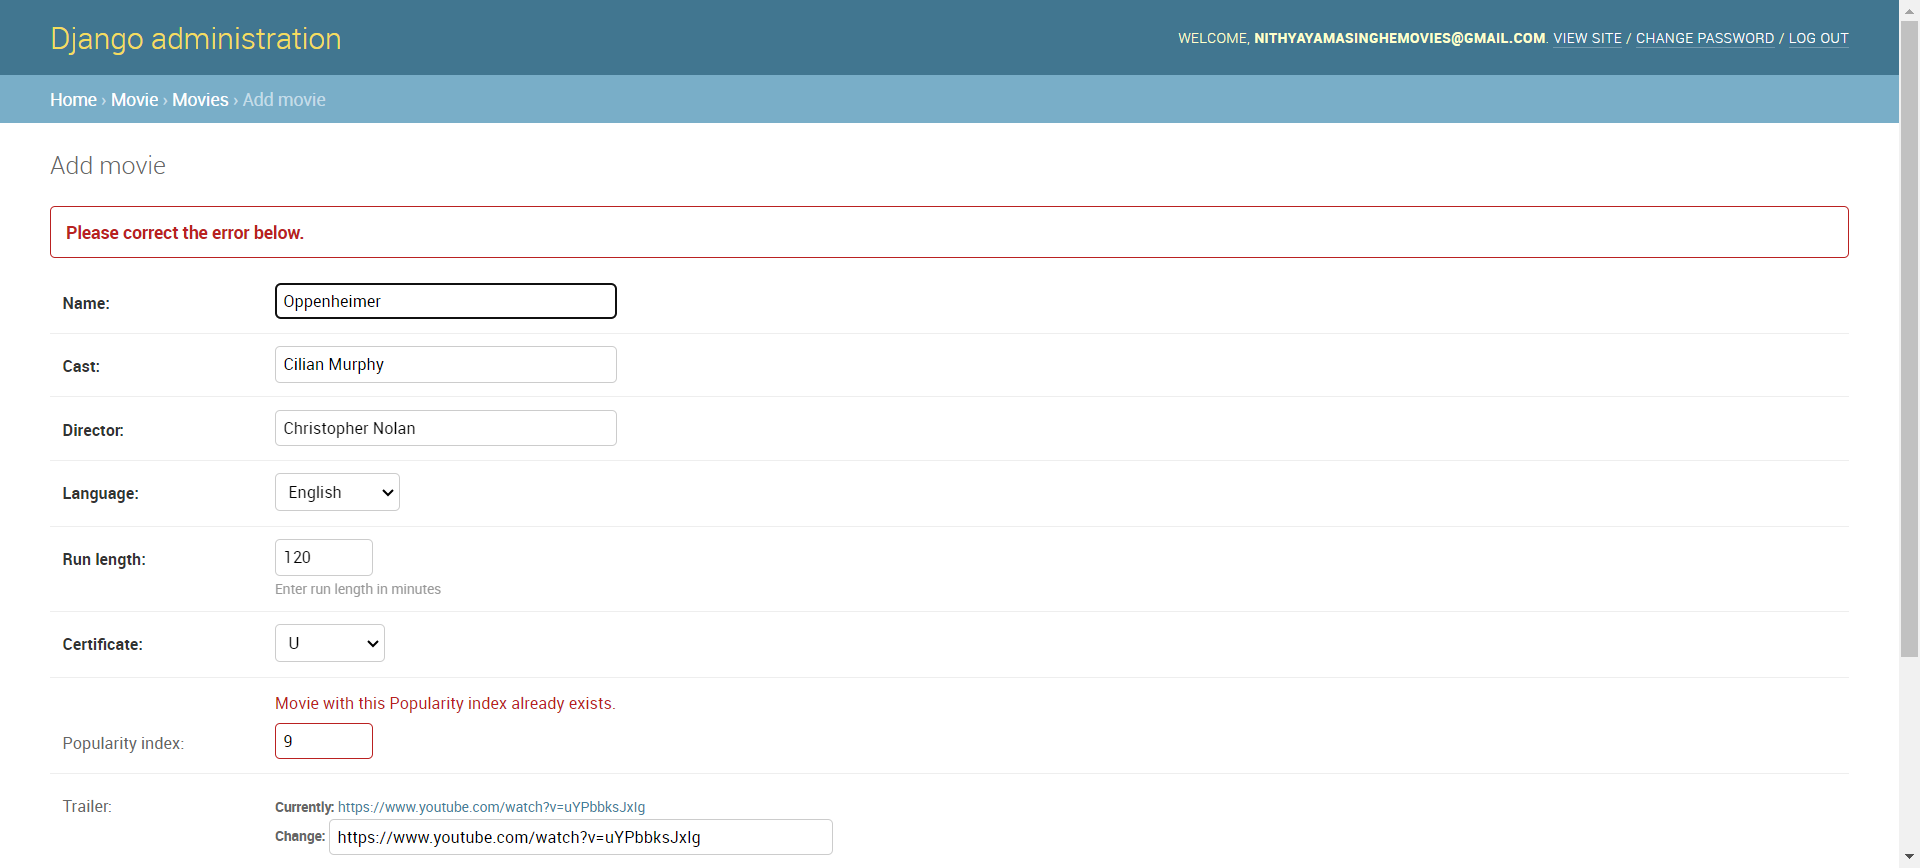 Django administration
WELCOME, NITHYAYAMASINGHEMOVIES@GMAIL.COM. VIEW SITE / CHANGE PASSWORD / LOG OUT
Home › Movie › Movies › Add movie
Add movie
Please correct the error below.
Name: Oppenheimer
Cast: Cilian Murphy
Director: Christopher Nolan
Language: English
Run length: 120
Enter run length in minutes
Certificate: U
Movie with this Popularity index already exists.
Popularity index: 9
Trailer: Currently: https://www.youtube.com/watch?v=uYPbbksJxIg
Change: https://www.youtube.com/watch?v=uYPbbksJxIg